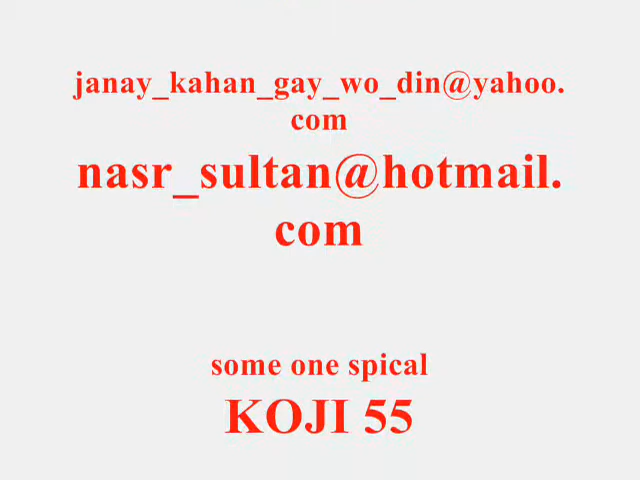 janay_kahan_gay_wo_din@yahoo.
com
nasr_sultan@hotmail.
com
some one spical
KOJI 55